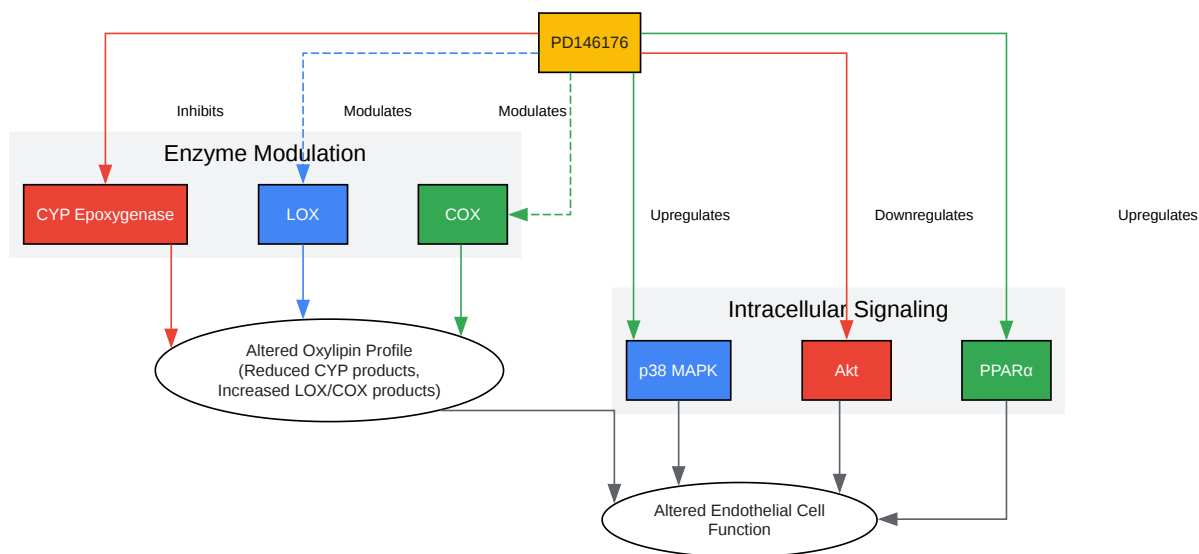 PD146176
Inhibits
Modulates
Modulates
Enzyme Modulation
CYP Epoxygenase
LOX
COX
Upregulates
Downregulates
Upregulates
Intracellular Signaling
Altered Oxylipin Profile
(Reduced CYP products,
Increased LOX/COX products)
p38 MAPK
Akt
PPARα
Altered Endothelial Cell
Function